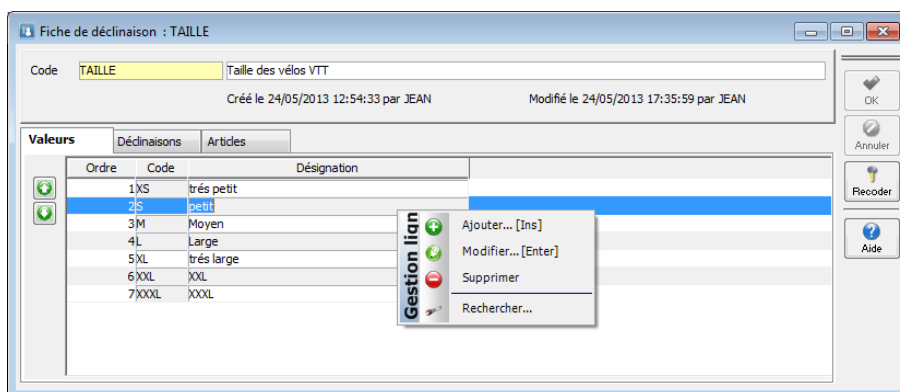 Fiche de déclinaison : TAILLE
Code TAILLE Taille des vélos VTT
Créé le 24/05/2013 12:54:33 par JEAN Modifié le 24/05/2013 17:35:59 par JEAN
OK
Annuler
Recoder
Aide
Valeurs Déclinaisons Articles
Ordre Code Désignation
1 XS trés petit
2 S petit
3 M Moyen
4 L Large
5 XL trés large
6 XXL XXL
7 XXXL XXXL
Gestion lign
Ajouter... [Ins]
Modifier... [Enter]
Supprimer
Rechercher...